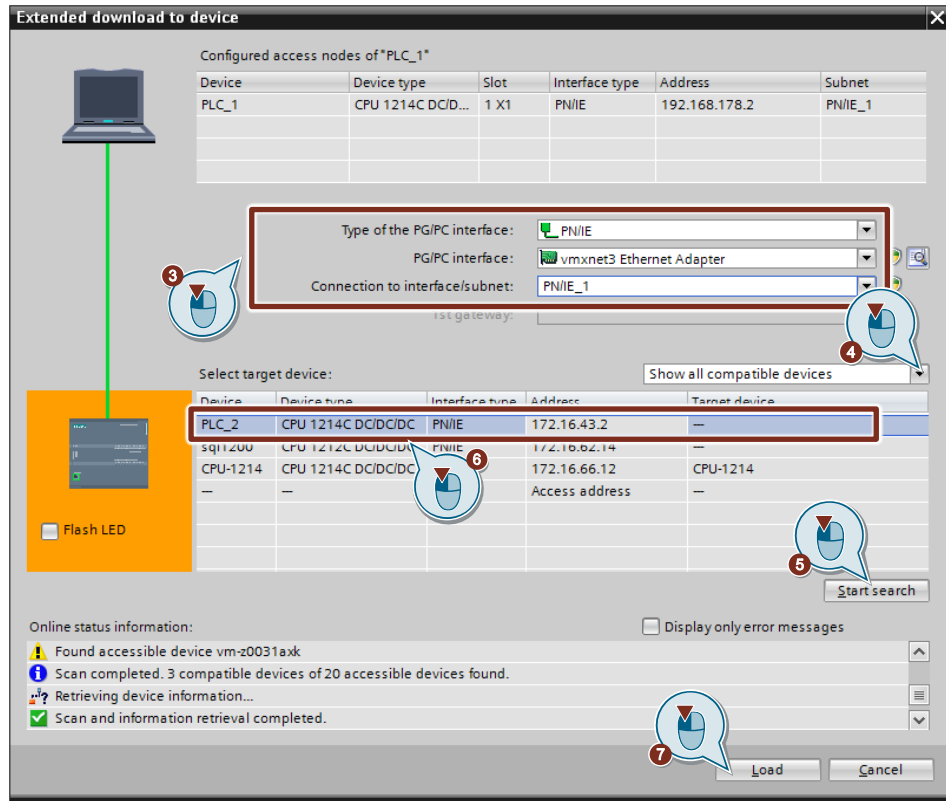 Extended download to device
Configured access nodes of "PLC_1"
Device Device type Slot Interface type Address Subnet
PLC_1 CPU 1214C DC/D... 1 X1 PN/IE 192.168.178.2 PN/IE_1
Type of the PG/PC interface: PN/IE
PG/PC interface: vmxnet3 Ethernet Adapter
3
Connection to interface/subnet: PN/IE_1
1st gateway:
4
Select target device: Show all compatible devices
Device Device type Interface type Address Target device
PLC_2 CPU 1214C DC/DC/DC PN/IE 172.16.43.2 —
sql1200 CPU 1214C DC/DC/DC PN/IE 172.16.62.14 —
6
CPU-1214 CPU 1214C DC/DC/DC 172.16.66.12 CPU-1214
— — Access address —
Flash LED
5
Start search
Online status information: Display only error messages
Found accessible device vm-z0031axk
Scan completed. 3 compatible devices of 20 accessible devices found.
Retrieving device information...
Scan and information retrieval completed.
7
Load Cancel